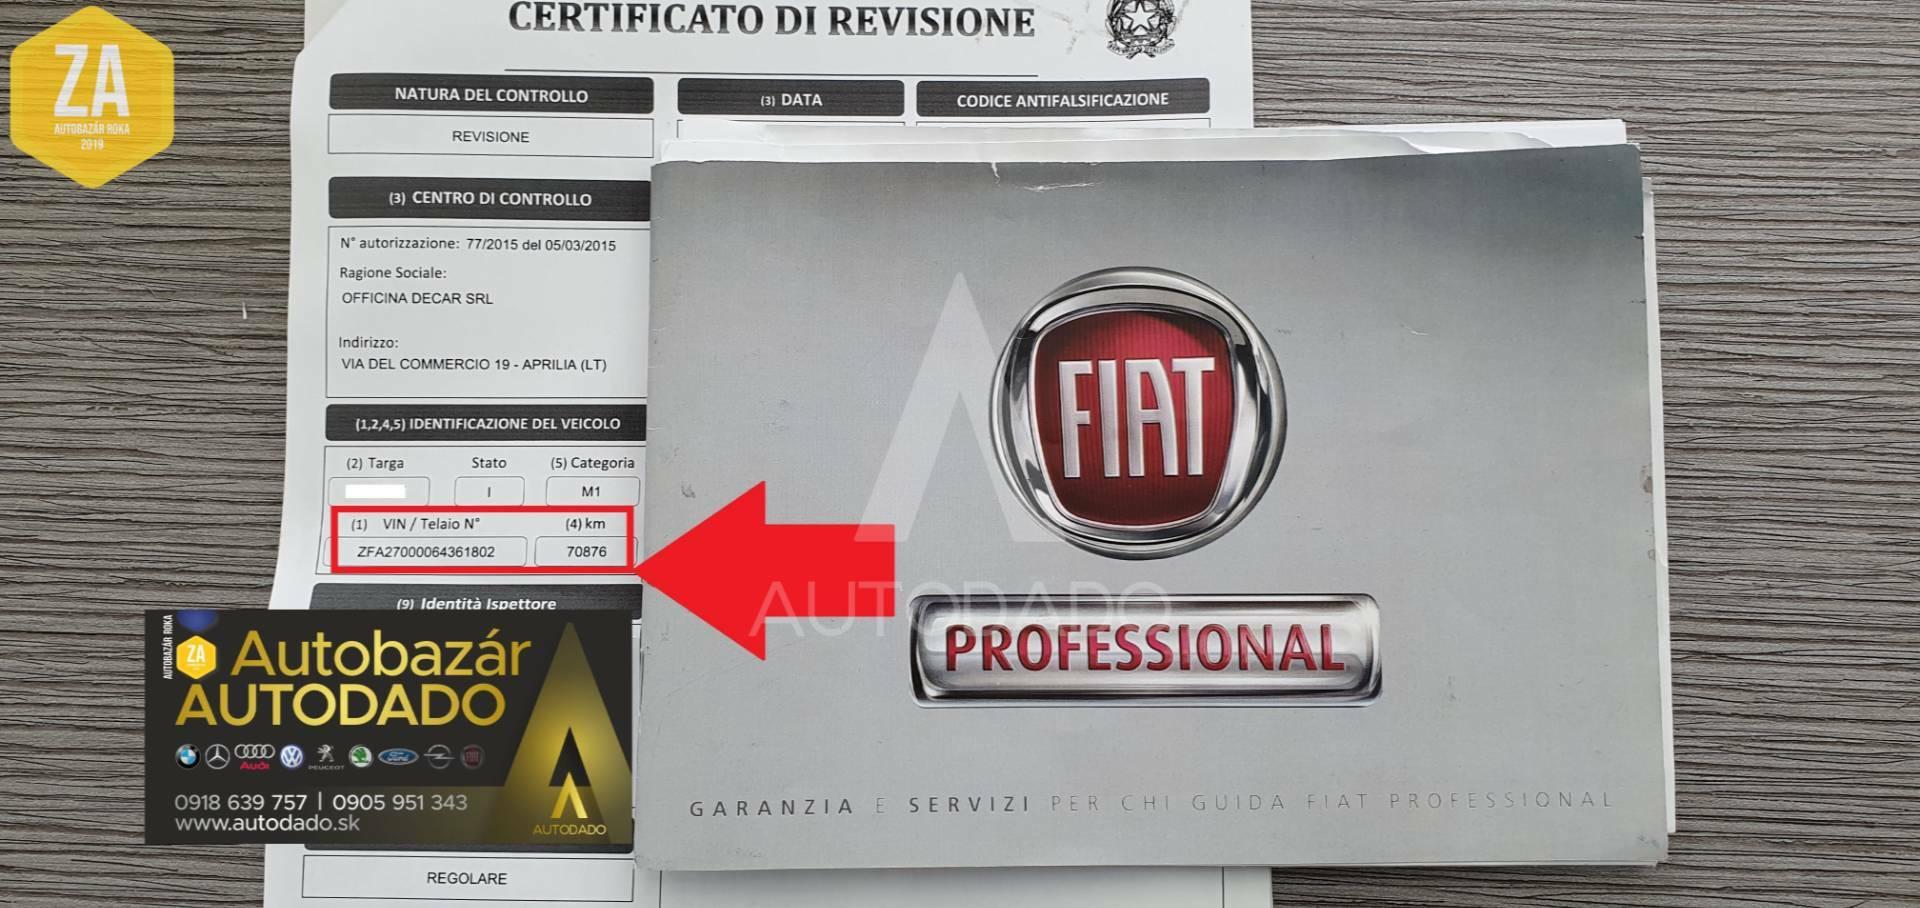 CERTIFICATO DI REVISIONE
ZA
AUTOBAZÁR ROKA
2019
NATURA DEL CONTROLLO
(3) DATA
CODICE ANTIFALSIFICAZIONE
REVISIONE
(3) CENTRO DI CONTROLLO
N° autorizzazione: 77/2015 del 05/03/2015
Ragione Sociale:
OFFICINA DECAR SRL
Indirizzo:
VIA DEL COMMERCIO 19 - APRILIA (LT)
(1,2,4,5) IDENTIFICAZIONE DEL VEICOLO
(2) Targa Stato (5) Categoria
I M1
(1) VIN / Telaio N° (4) km
ZFA27000064361802 70876
(9) Identità Ispettore
FIAT
AUTODADO
PROFESSIONAL
GARANZIA E SERVIZI PER CHI GUIDA FIAT PROFESSIONAL
AUTOBAZÁR ROKA
ZA
Autobazár
AUTODADO
Audi
PEUGEOT
Ford
FIAT
0918 639 757 | 0905 951 343
www.autodado.sk
AUTODADO
REGOLARE